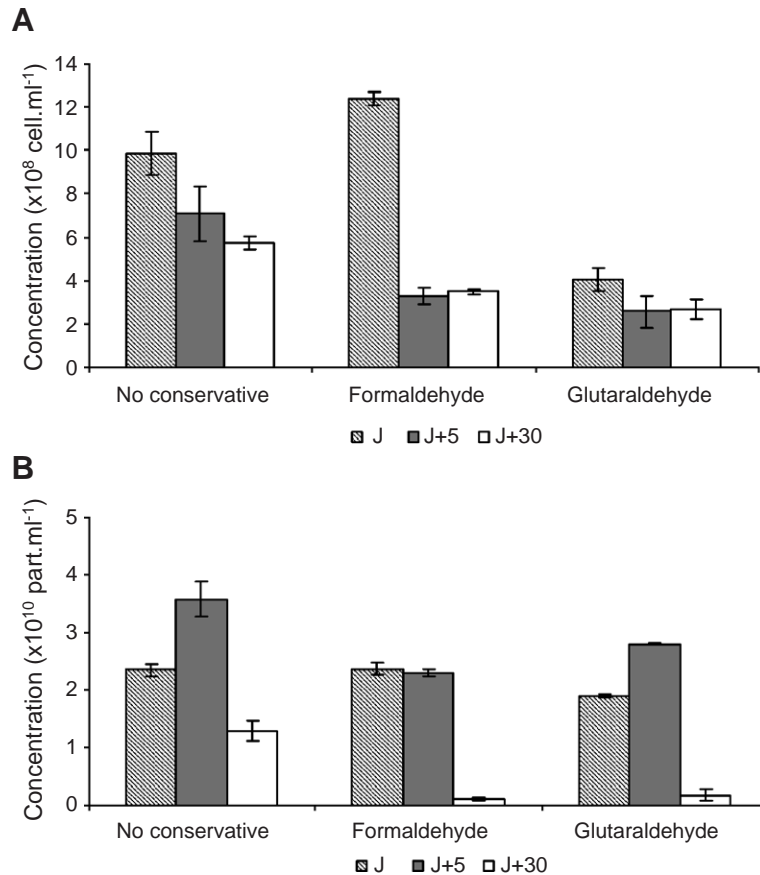 A
Concentration (x10⁸ cell.ml⁻¹)
14
12
10
8
6
4
2
0
No conservative Formaldehyde Glutaraldehyde
J J+5 J+30
B
Concentration (x10¹⁰ part.ml⁻¹)
5
4
3
2
1
0
No conservative Formaldehyde Glutaraldehyde
J J+5 J+30